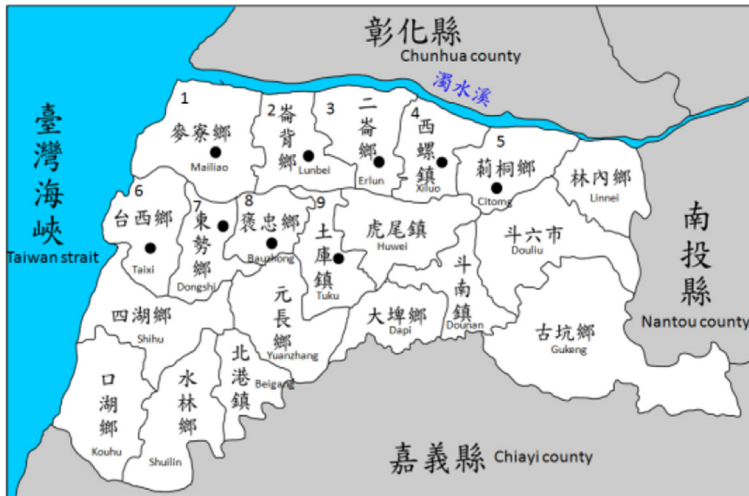 彰化縣
Chunhua county
濁水溪
臺灣海峽
Taiwan strait
1
麥寮鄉
Mailiao
2
崙背鄉
Lunbei
3
二崙鄉
Erlun
4
西螺鎮
Xiluo
5
莿桐鄉
Citong
林內鄉
Linnei
6
台西鄉
Taixi
7
東勢鄉
Dongshi
8
褒忠鄉
Bauzhong
9
土庫鎮
Tuku
虎尾鎮
Huwei
斗六市
Douliu
南投縣
Nantou county
四湖鄉
Shihu
元長鄉
Yuanzhang
大埤鄉
Dapi
斗南鎮
Dounan
古坑鄉
Gukeng
口湖鄉
Kouhu
水林鄉
Shuilin
北港鎮
Beigang
嘉義縣 Chiayi county